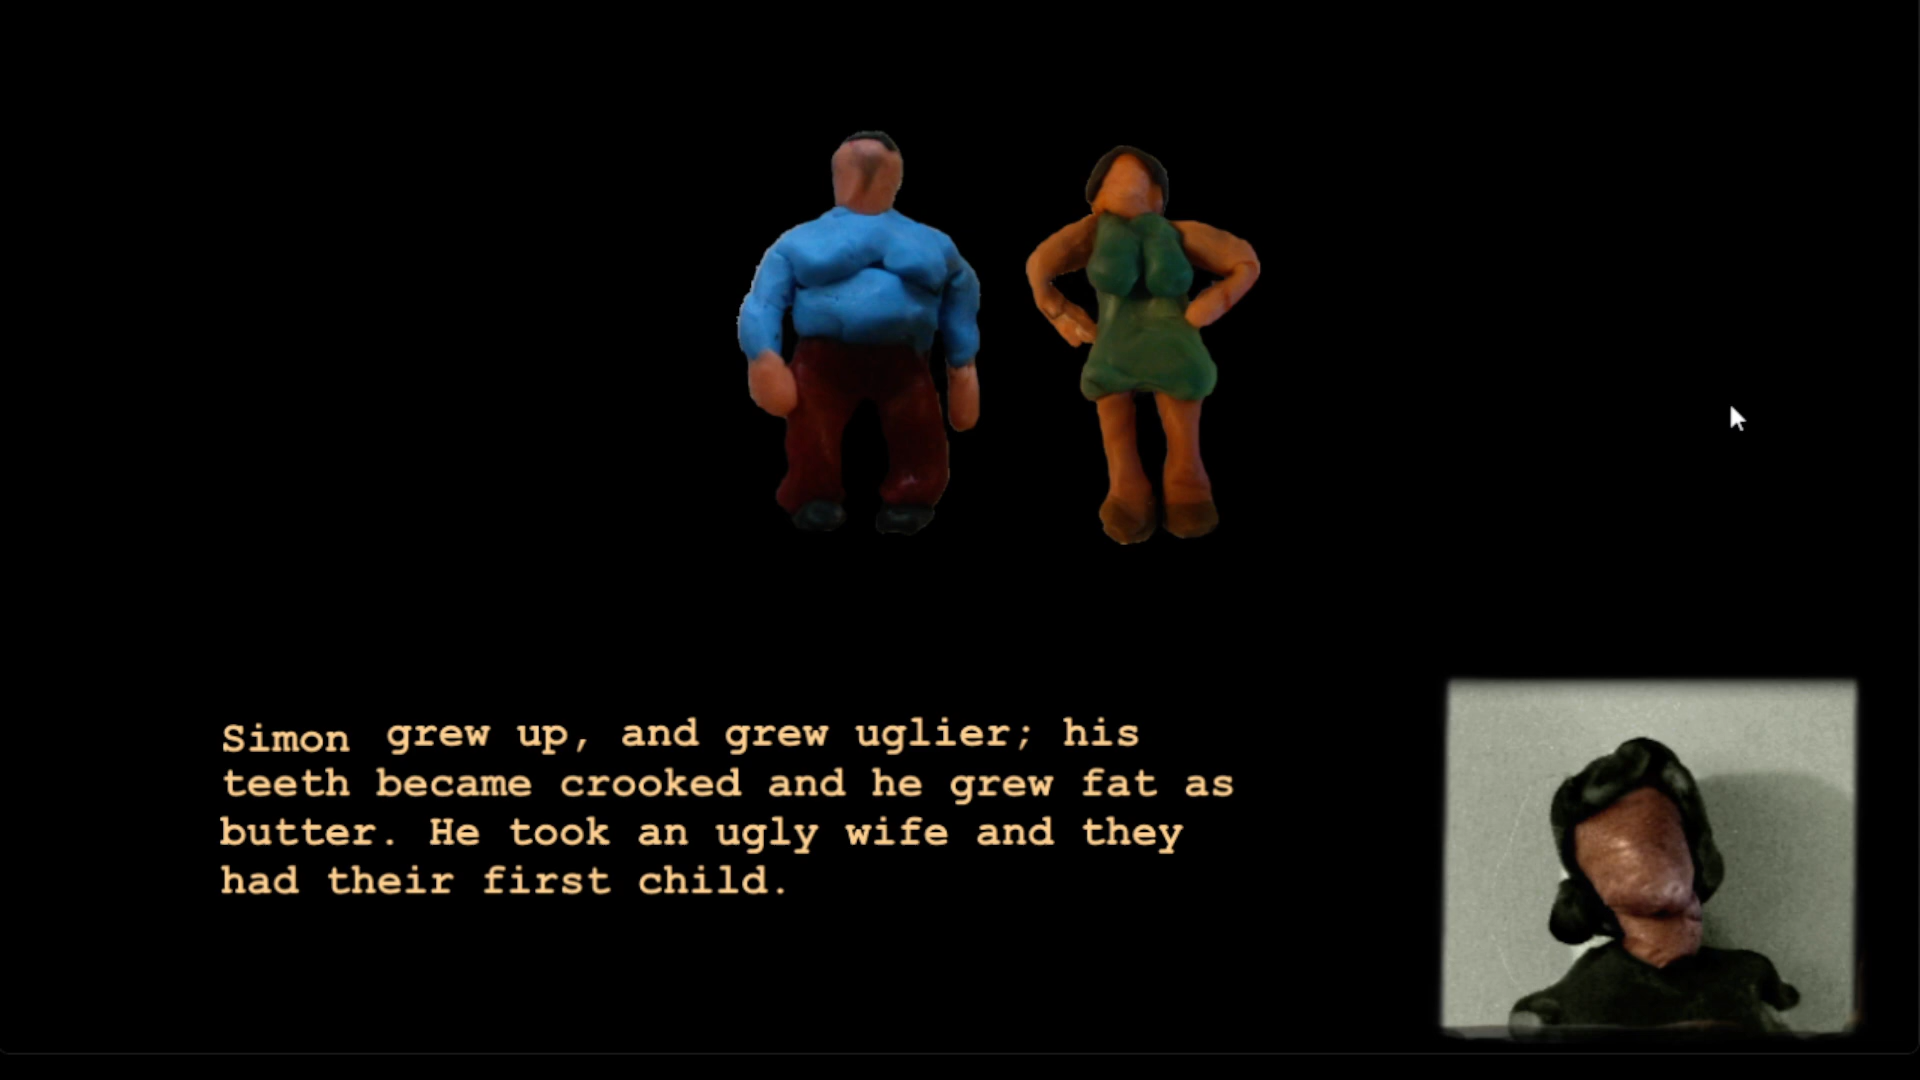 Simon grew up, and grew uglier; his
teeth became crooked and he grew fat as
butter. He took an ugly wife and they
had their first child.